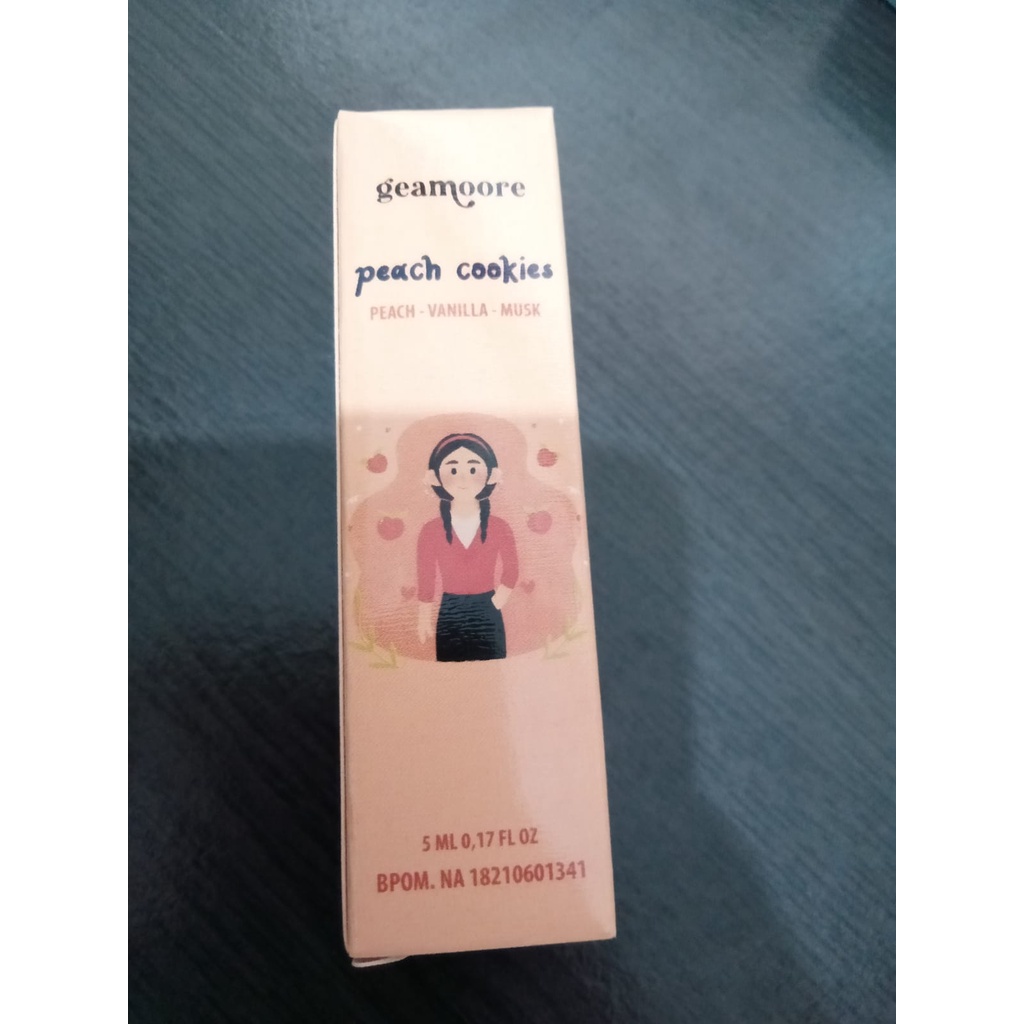 geamoore
peach cookies
PEACH - VANILLA - MUSK
5 ML 0,17 FL OZ
BPOM. NA 18210601341